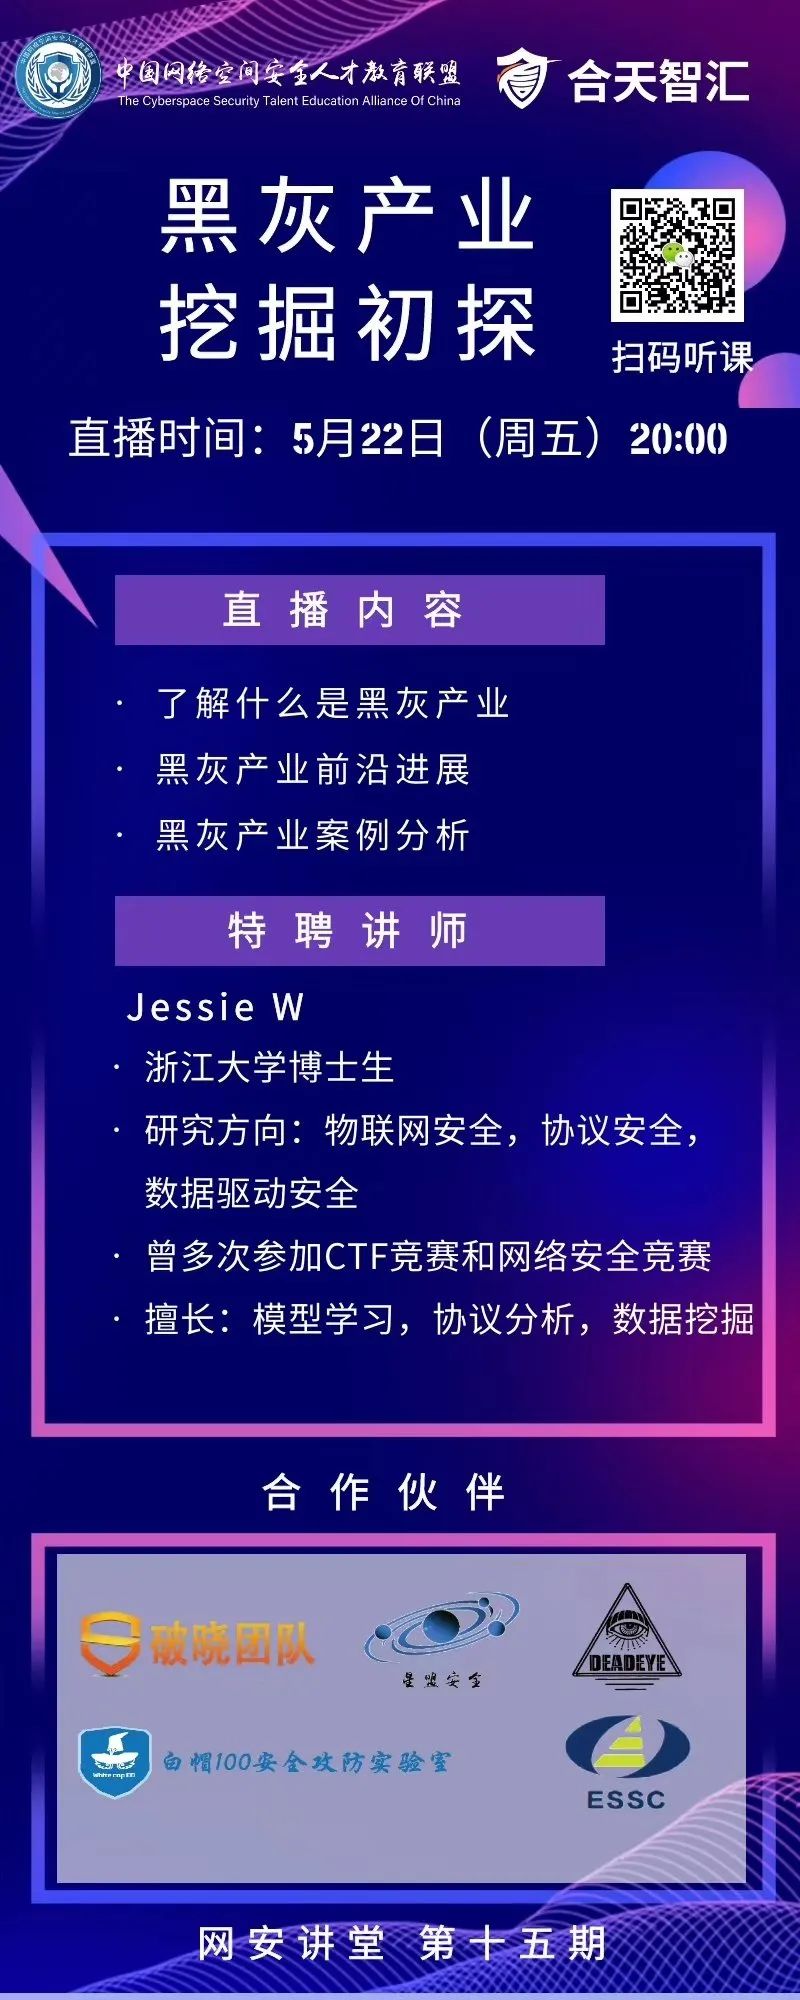 中国网络空间安全人才教育联盟
The Cyberspace Security Talent Education Alliance Of China
合天智汇
黑灰产业
挖掘初探
扫码听课
直播时间：5月22日（周五）20:00
直播内容
· 了解什么是黑灰产业
· 黑灰产业前沿进展
· 黑灰产业案例分析
特聘讲师
Jessie W
· 浙江大学博士生
· 研究方向：物联网安全，协议安全，
数据驱动安全
· 曾多次参加CTF竞赛和网络安全竞赛
· 擅长：模型学习，协议分析，数据挖掘
合作伙伴
破晓团队
星盟安全
DEADEYE
白帽100安全攻防实验室
ESSC
网安讲堂 第十五期